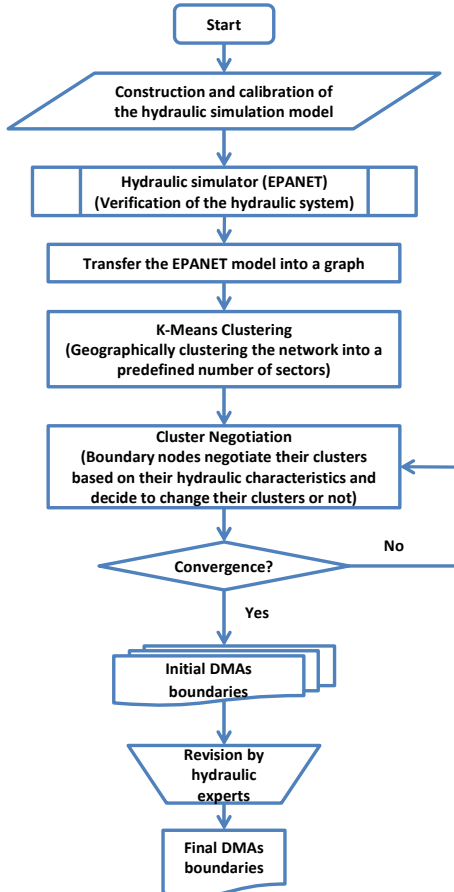 Start
Construction and calibration of
the hydraulic simulation model
Hydraulic simulator (EPANET)
(Verification of the hydraulic system)
Transfer the EPANET model into a graph
K-Means Clustering
(Geographically clustering the network into a
predefined number of sectors)
Cluster Negotiation
(Boundary nodes negotiate their clusters
based on their hydraulic characteristics and
decide to change their clusters or not)
No
Convergence?
Yes
Initial DMAs
boundaries
Revision by
hydraulic
experts
Final DMAs
boundaries